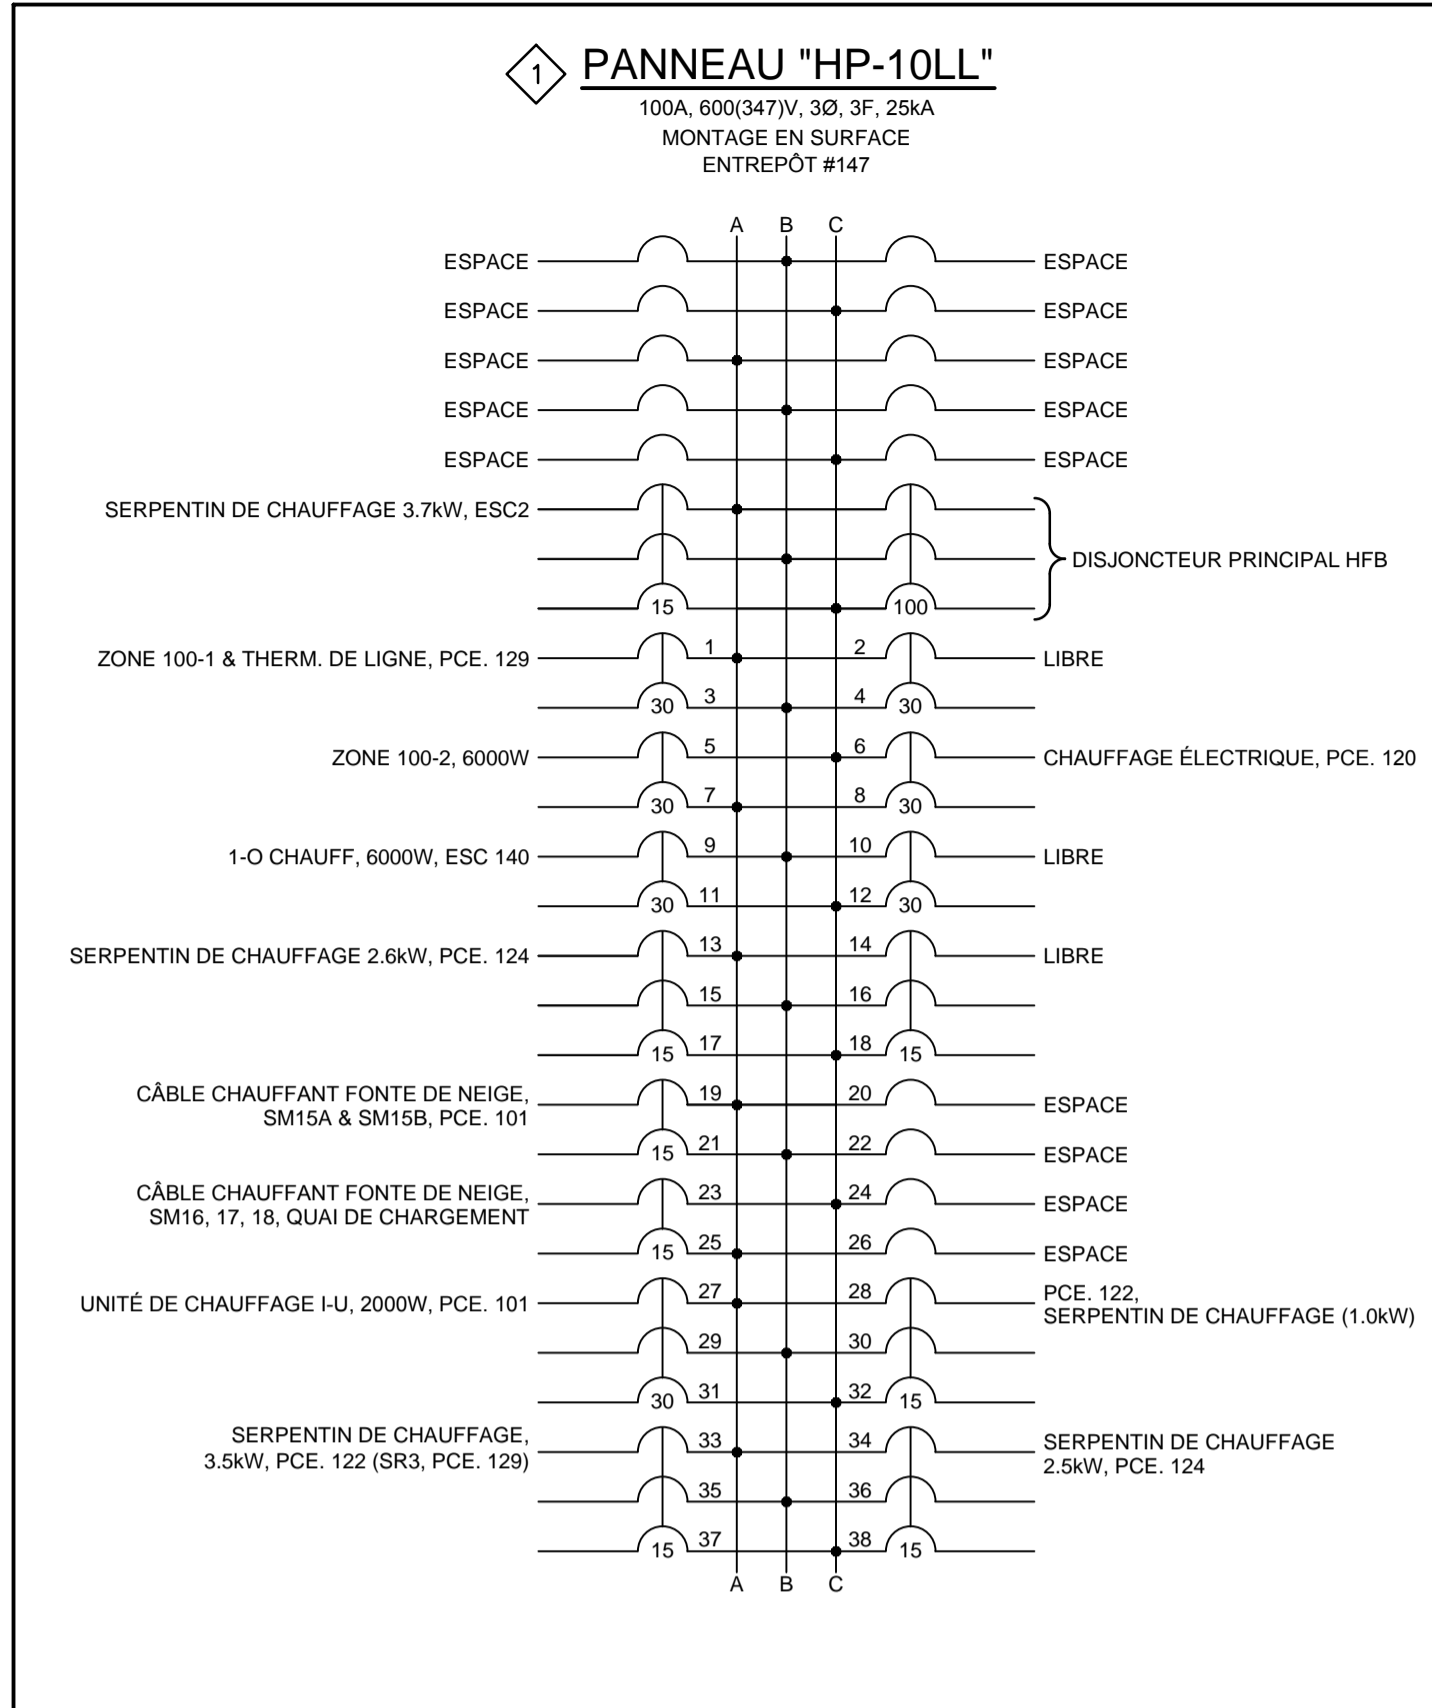 1
PANNEAU "HP-10LL"
100A, 600(347)V, 3Ø, 3F, 25kA
MONTAGE EN SURFACE
ENTREPÔT #147
A B C
ESPACE ESPACE
ESPACE ESPACE
ESPACE ESPACE
ESPACE ESPACE
ESPACE ESPACE
SERPENTIN DE CHAUFFAGE 3.7kW, ESC2
DISJONCTEUR PRINCIPAL HFB
15 100
ZONE 100-1 & THERM. DE LIGNE, PCE. 129 1 2 LIBRE
30 3 4 30
ZONE 100-2, 6000W 5 6 CHAUFFAGE ÉLECTRIQUE, PCE. 120
30 7 8 30
1-O CHAUFF, 6000W, ESC 140 9 10 LIBRE
30 11 12 30
SERPENTIN DE CHAUFFAGE 2.6kW, PCE. 124 13 14 LIBRE
15 16
15 17 18 15
CÂBLE CHAUFFANT FONTE DE NEIGE,
SM15A & SM15B, PCE. 101
19 20 ESPACE
15 21 22 ESPACE
CÂBLE CHAUFFANT FONTE DE NEIGE,
SM16, 17, 18, QUAI DE CHARGEMENT
23 24 ESPACE
15 25 26 ESPACE
UNITÉ DE CHAUFFAGE I-U, 2000W, PCE. 101 27 28
PCE. 122,
SERPENTIN DE CHAUFFAGE (1.0kW)
29 30
30 31 32 15
SERPENTIN DE CHAUFFAGE,
3.5kW, PCE. 122 (SR3, PCE. 129)
33 34
SERPENTIN DE CHAUFFAGE
2.5kW, PCE. 124
35 36
15 37 38 15
A B C